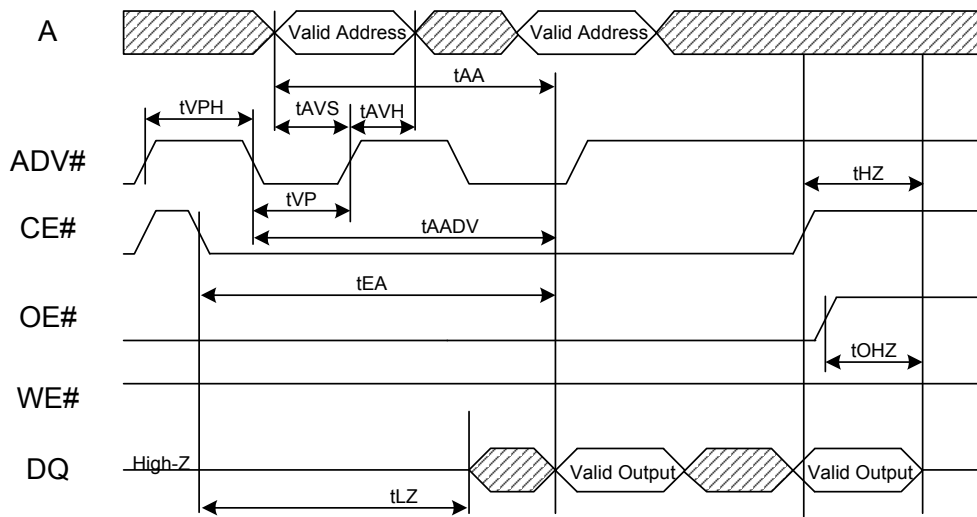 A
Valid Address
Valid Address
tAA
tVPH
tAVS
tAVH
ADV#
tHZ
tVP
CE#
tAADV
tEA
OE#
tOHZ
WE#
DQ
High-Z
Valid Output
Valid Output
tLZ